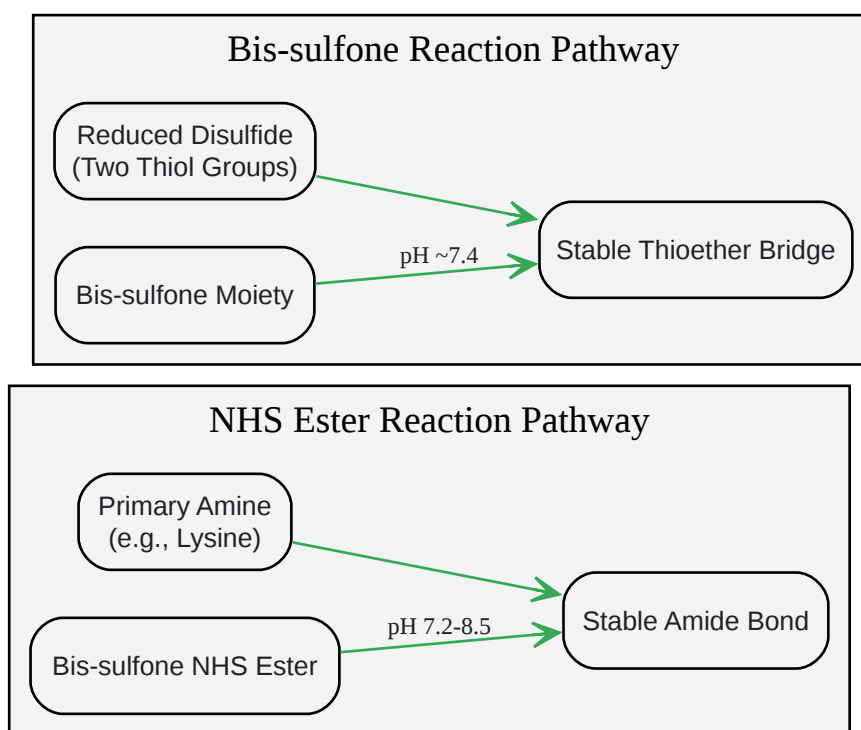 Bis-sulfone Reaction Pathway
Reduced Disulfide
(Two Thiol Groups)
pH ~7.4
Stable Thioether Bridge
Bis-sulfone Moiety
NHS Ester Reaction Pathway
Primary Amine
(e.g., Lysine)
pH 7.2-8.5
Stable Amide Bond
Bis-sulfone NHS Ester